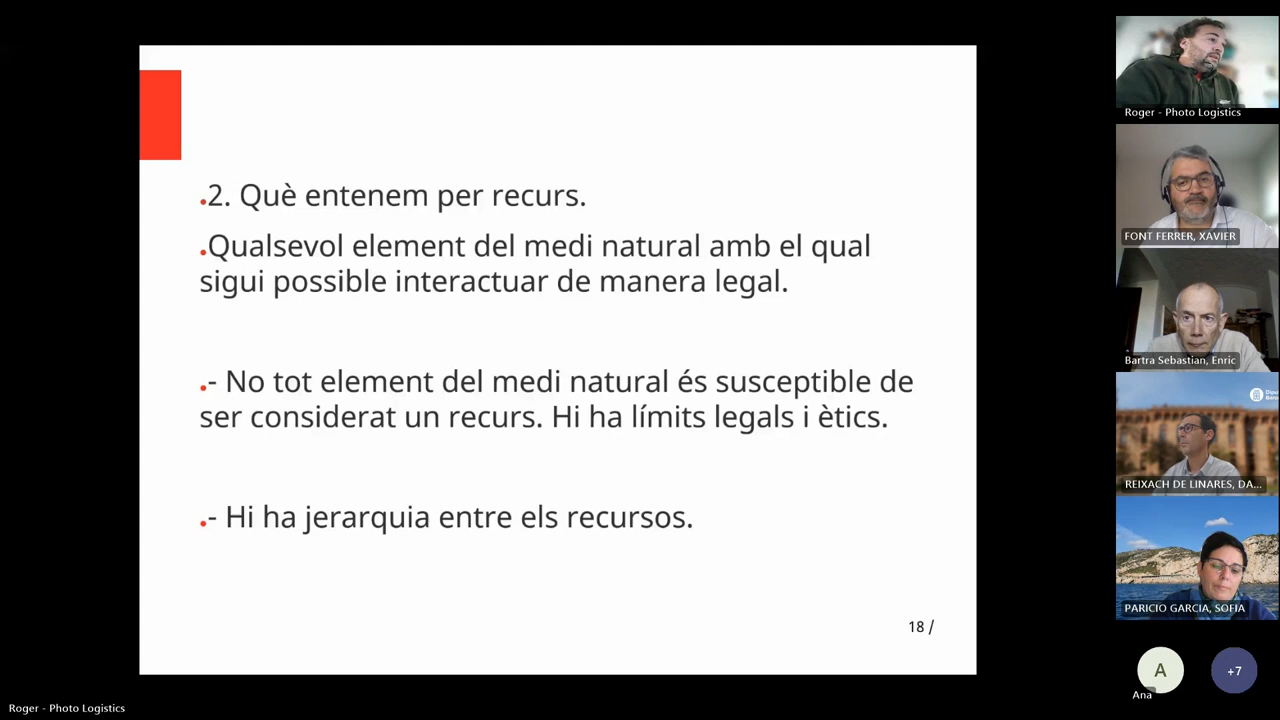 .2. Què entenem per recurs.
.Qualsevol element del medi natural amb el qual
sigui possible interactuar de manera legal.
.- No tot element del medi natural és susceptible de
ser considerat un recurs. Hi ha límits legals i ètics.
.- Hi ha jerarquia entre els recursos.
18 /
Roger - Photo Logistics
FONT FERRER, XAVIER
Bartra Sebastian, Enric
REIXACH DE LINARES, DA...
PARICIO GARCIA, SOFIA
A
Ana
+7
Roger - Photo Logistics